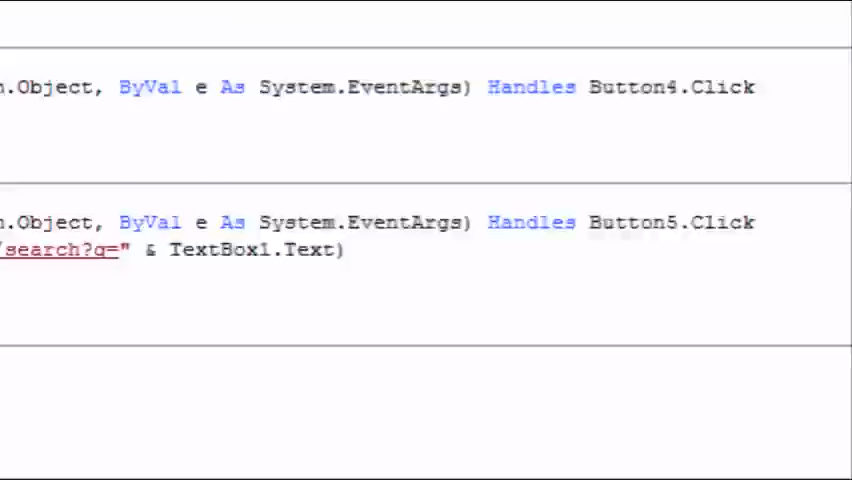 .Object, ByVal e As System.EventArgs) Handles Button4.Click
.Object, ByVal e As System.EventArgs) Handles Button5.Click
/search?q=" & TextBox1.Text)